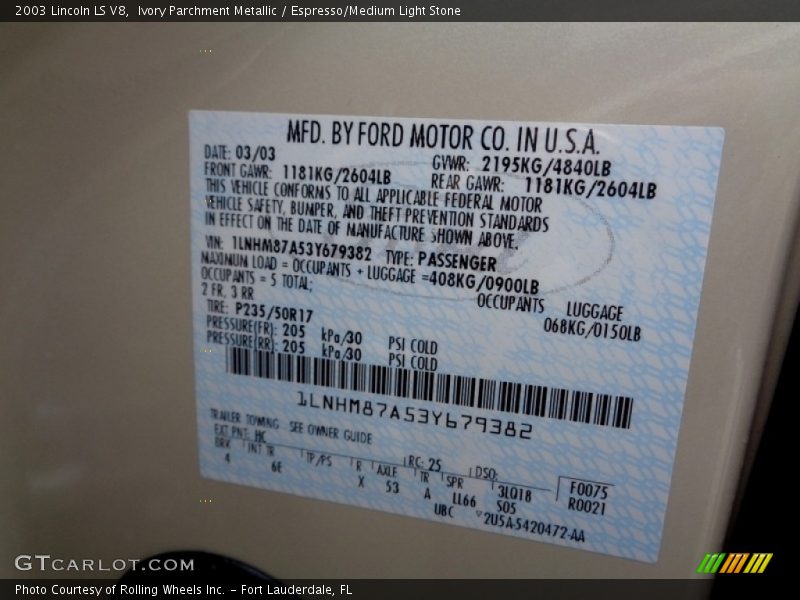 2003 Lincoln LS V8,  Ivory Parchment Metallic / Espresso/Medium Light Stone
MFD. BY FORD MOTOR CO. IN U.S.A.
DATE: 03/03 GVWR: 2195KG/4840LB
FRONT GAWR: 1181KG/2604LB REAR GAWR: 1181KG/2604LB
THIS VEHICLE CONFORMS TO ALL APPLICABLE FEDERAL MOTOR
VEHICLE SAFETY, BUMPER, AND THEFT PREVENTION STANDARDS
IN EFFECT ON THE DATE OF MANUFACTURE SHOWN ABOVE.
VIN: 1LNHM87A53Y679382 TYPE: PASSENGER
MAXIMUM LOAD = OCCUPANTS + LUGGAGE =408KG/0900LB
OCCUPANTS = 5 TOTAL; OCCUPANTS LUGGAGE
2 FR, 3 RR 068KG/0150LB
TIRE: P235/50R17
PRESSURE(FR): 205 kPa/30 PSI COLD
PRESSURE(RR): 205 kPa/30 PSI COLD
1LNHM87A53Y679382
TRAILER TOWING SEE OWNER GUIDE
EXT PNT: HC RC: 25 DSO: F0075
BRK INT TR TP/PS R AXLE TR SPR 3L018 R0021
4 6E X 53 A LL66 S05
UBC 2U5A-5420472-AA
GTCARLOT.COM
Photo Courtesy of Rolling Wheels Inc. – Fort Lauderdale, FL